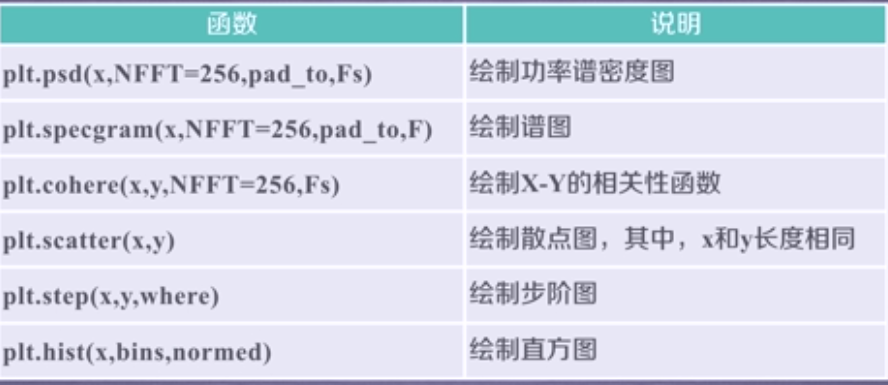 函数 说明
plt.psd(x,NFFT=256,pad_to,Fs) 绘制功率谱密度图
plt.specgram(x,NFFT=256,pad_to,F) 绘制谱图
plt.cohere(x,y,NFFT=256,Fs) 绘制X-Y的相关性函数
plt.scatter(x,y) 绘制散点图，其中，x和y长度相同
plt.step(x,y,where) 绘制步阶图
plt.hist(x,bins,normed) 绘制直方图